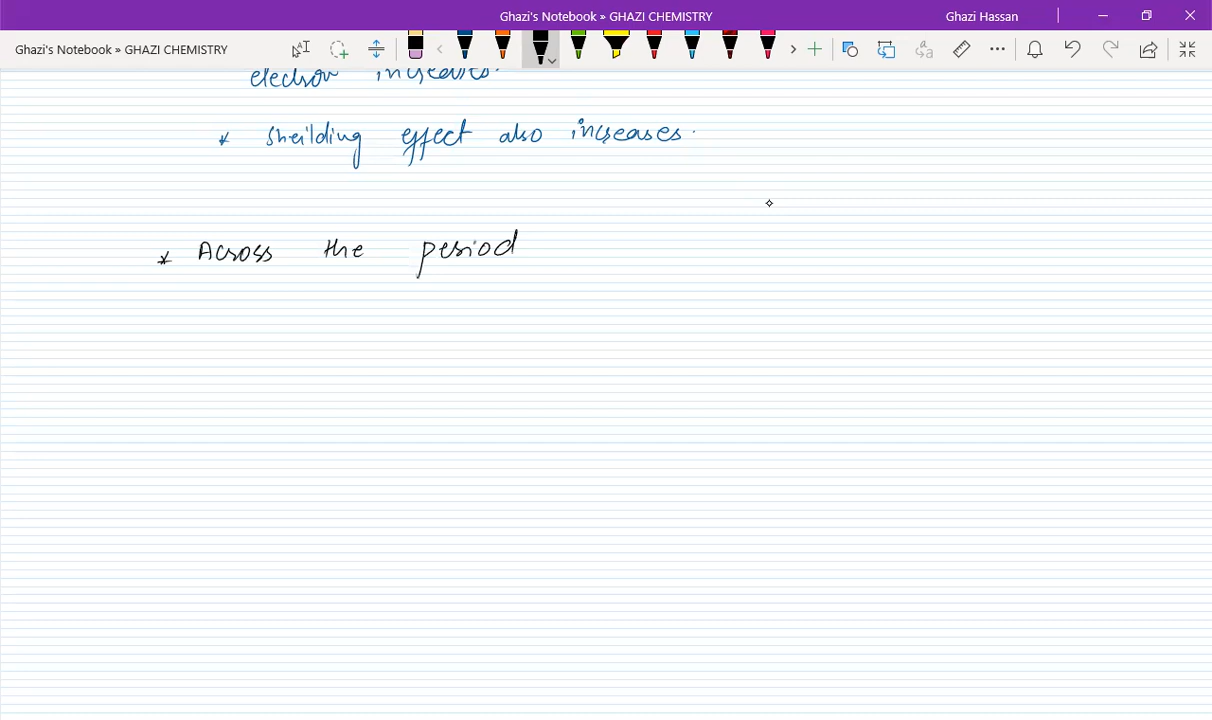 Ghazi's Notebook » GHAZI CHEMISTRY
Ghazi Hassan
Ghazi's Notebook » GHAZI CHEMISTRY
electron increases.
* Sheilding effect also increases.
* Across the period